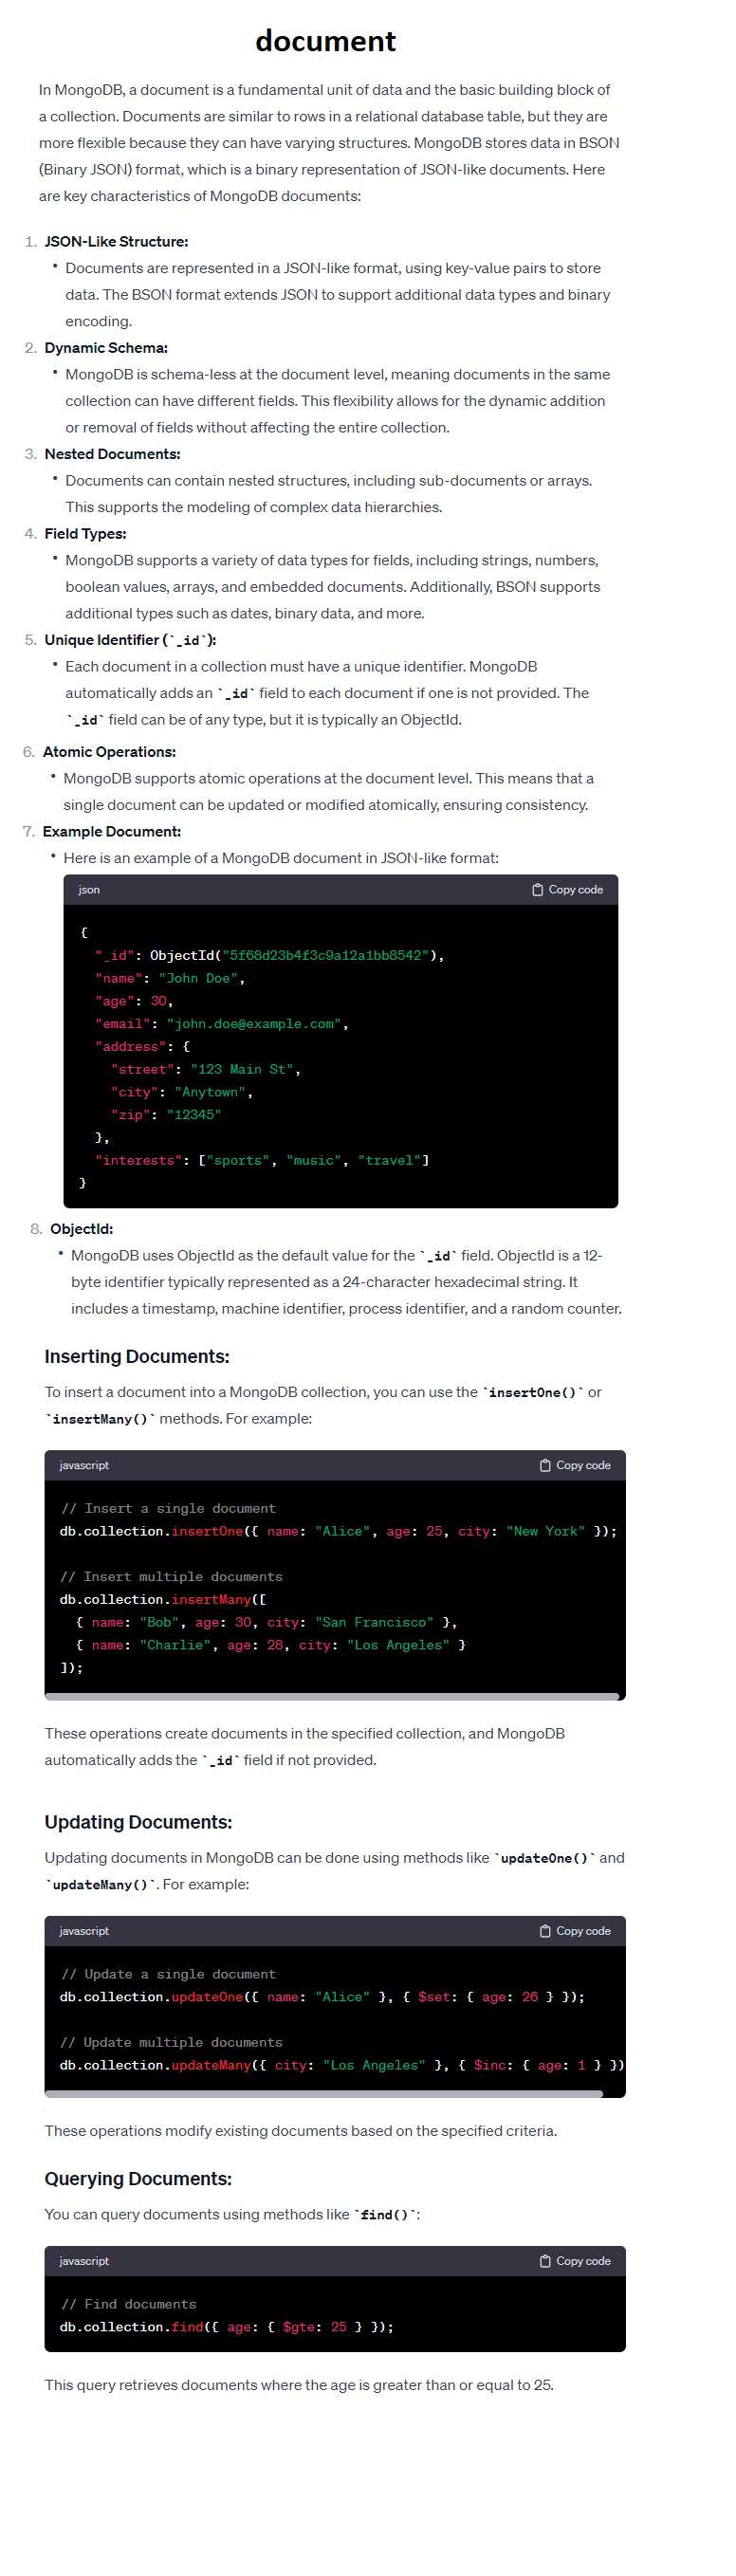 document
In MongoDB, a document is a fundamental unit of data and the basic building block of
a collection. Documents are similar to rows in a relational database table, but they are
more flexible because they can have varying structures. MongoDB stores data in BSON
(Binary JSON) format, which is a binary representation of JSON-like documents. Here
are key characteristics of MongoDB documents:
1. JSON-Like Structure:
• Documents are represented in a JSON-like format, using key-value pairs to store
data. The BSON format extends JSON to support additional data types and binary
encoding.
2. Dynamic Schema:
• MongoDB is schema-less at the document level, meaning documents in the same
collection can have different fields. This flexibility allows for the dynamic addition
or removal of fields without affecting the entire collection.
3. Nested Documents:
• Documents can contain nested structures, including sub-documents or arrays.
This supports the modeling of complex data hierarchies.
4. Field Types:
• MongoDB supports a variety of data types for fields, including strings, numbers,
boolean values, arrays, and embedded documents. Additionally, BSON supports
additional types such as dates, binary data, and more.
5. Unique Identifier (`_id`):
• Each document in a collection must have a unique identifier. MongoDB
automatically adds an `_id` field to each document if one is not provided. The
`_id` field can be of any type, but it is typically an ObjectId.
6. Atomic Operations:
• MongoDB supports atomic operations at the document level. This means that a
single document can be updated or modified atomically, ensuring consistency.
7. Example Document:
• Here is an example of a MongoDB document in JSON-like format:
json Copy code
{
"_id": ObjectId("5f68d23b4f3c9a12a1bb8542"),
"name": "John Doe",
"age": 30,
"email": "john.doe@example.com",
"address": {
"street": "123 Main St",
"city": "Anytown",
"zip": "12345"
},
"interests": ["sports", "music", "travel"]
}
8. ObjectId:
• MongoDB uses ObjectId as the default value for the `_id` field. ObjectId is a 12-
byte identifier typically represented as a 24-character hexadecimal string. It
includes a timestamp, machine identifier, process identifier, and a random counter.
Inserting Documents:
To insert a document into a MongoDB collection, you can use the `insertOne()` or
`insertMany()` methods. For example:
javascript Copy code
// Insert a single document
db.collection.insertOne({ name: "Alice", age: 25, city: "New York" });
// Insert multiple documents
db.collection.insertMany([
{ name: "Bob", age: 30, city: "San Francisco" },
{ name: "Charlie", age: 28, city: "Los Angeles" }
]);
These operations create documents in the specified collection, and MongoDB
automatically adds the `_id` field if not provided.
Updating Documents:
Updating documents in MongoDB can be done using methods like `updateOne()` and
`updateMany()`. For example:
javascript Copy code
// Update a single document
db.collection.updateOne({ name: "Alice" }, { $set: { age: 26 } });
// Update multiple documents
db.collection.updateMany({ city: "Los Angeles" }, { $inc: { age: 1 } })
These operations modify existing documents based on the specified criteria.
Querying Documents:
You can query documents using methods like `find()`:
javascript Copy code
// Find documents
db.collection.find({ age: { $gte: 25 } });
This query retrieves documents where the age is greater than or equal to 25.